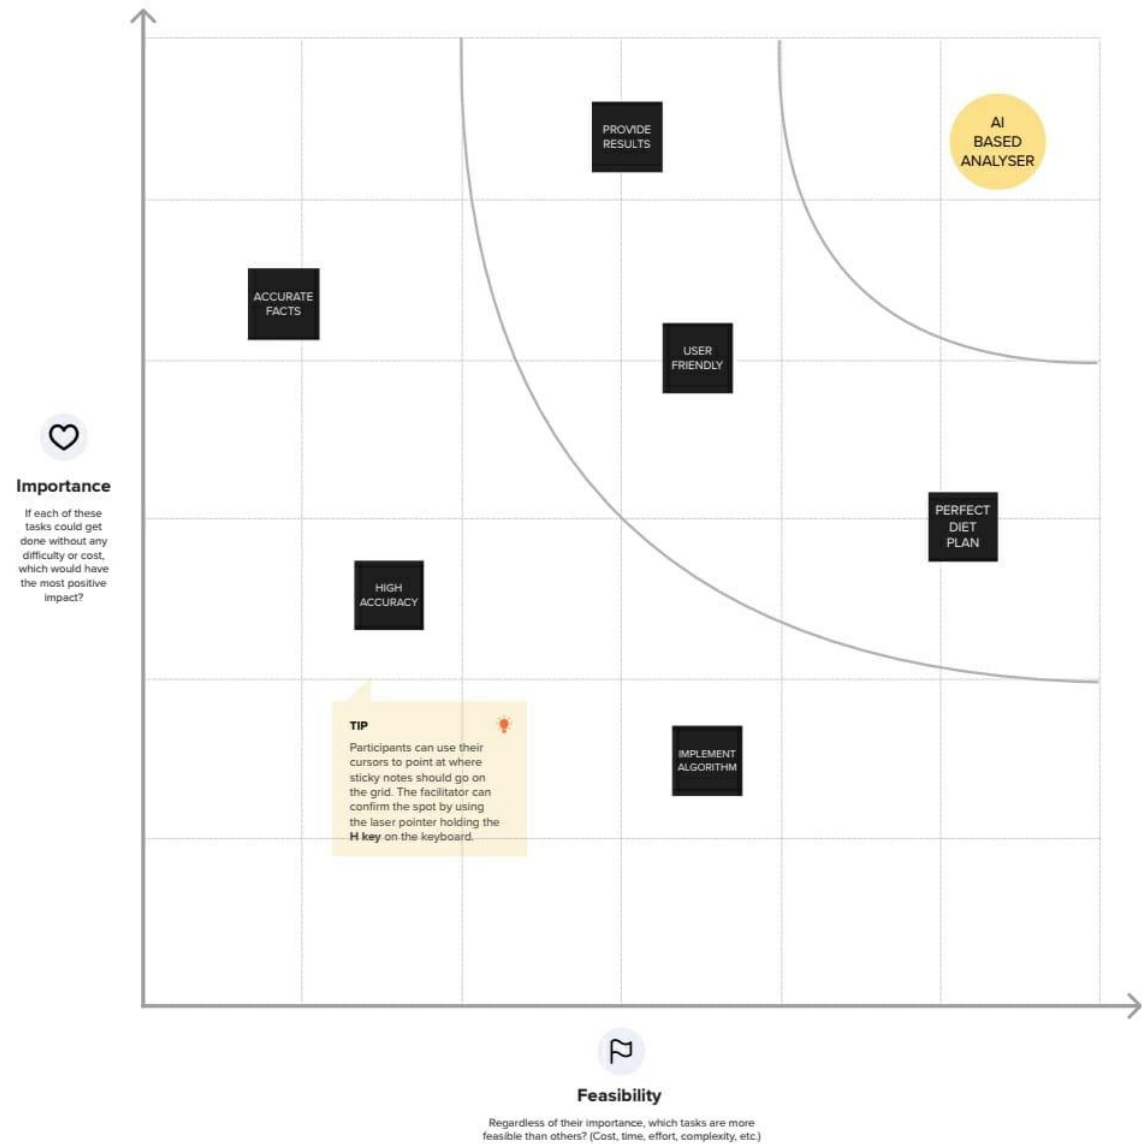 PROVIDE
RESULTS
AI
BASED
ANALYSER
ACCURATE
FACTS
USER
FRIENDLY
Importance
If each of these
tasks could get
done without any
difficulty or cost,
which would have
the most positive
impact?
PERFECT
DIET
PLAN
HIGH
ACCURACY
TIP
Participants can use their
cursors to point at where
sticky notes should go on
the grid. The facilitator can
confirm the spot by using
the laser pointer holding the
H key on the keyboard.
IMPLEMENT
ALGORITHM
Feasibility
Regardless of their importance, which tasks are more
feasible than others? (Cost, time, effort, complexity, etc.)